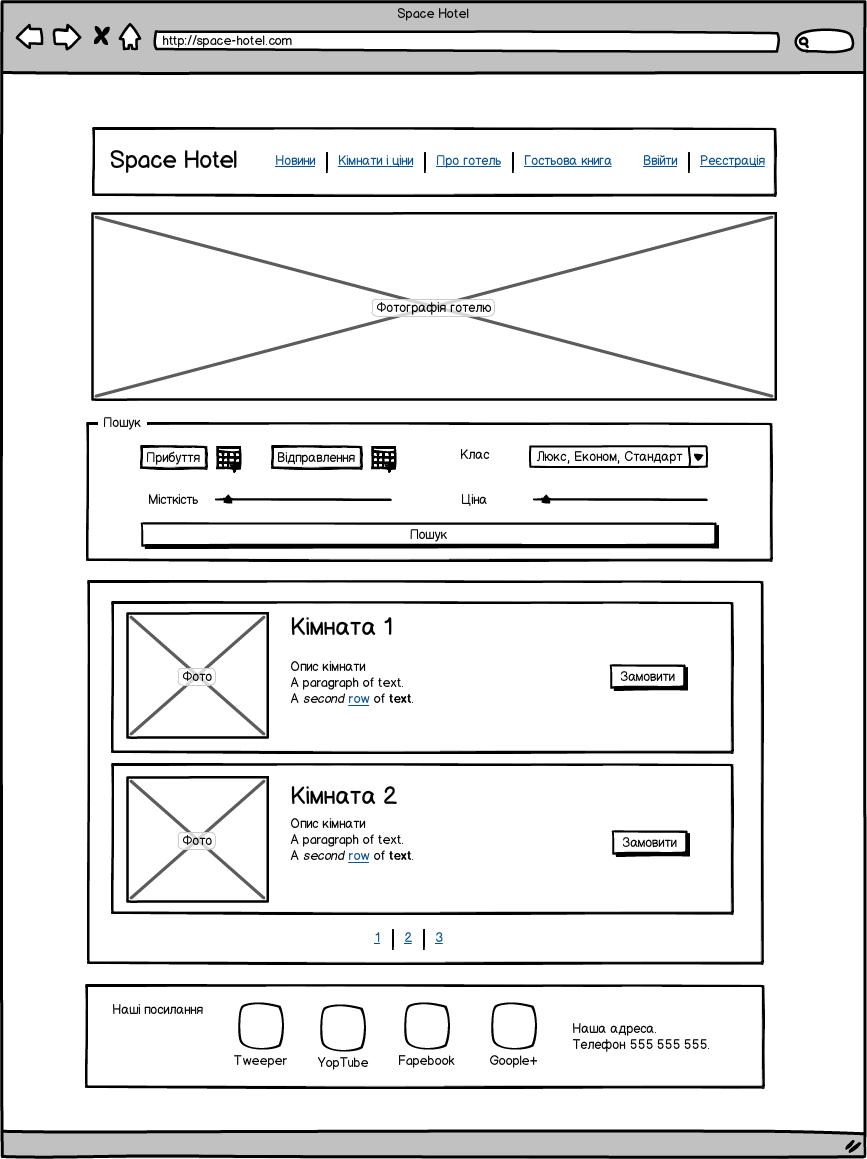 Space Hotel
http://space-hotel.com
Space Hotel
Новини Кімнати і ціни Про готель Гостьова книга Ввійти Реєстрація
Фотографія готелю
Пошук
Прибуття Відправлення Клас Люкс, Економ, Стандарт
Місткість Ціна
Пошук
Кімната 1
Фото
Опис кімнати
A paragraph of text.
A second row of text.
Замовити
Кімната 2
Фото
Опис кімнати
A paragraph of text.
A second row of text.
Замовити
1 2 3
Наші посилання
Tweeper YopTube Fapebook Goople+
Наша адреса.
Телефон 555 555 555.